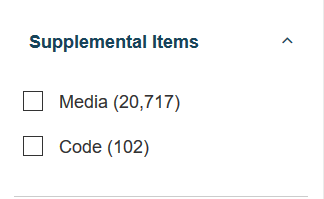 Supplemental Items
Media (20,717)
Code (102)